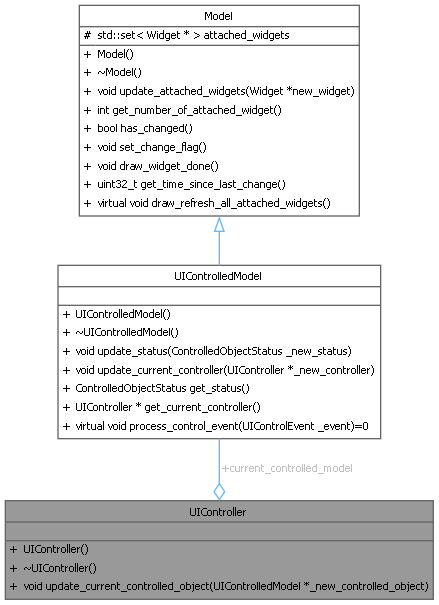 Model
# std::set< Widget * > attached_widgets
+ Model()
+ ~Model()
+ void update_attached_widgets(Widget *new_widget)
+ int get_number_of_attached_widget()
+ bool has_changed()
+ void set_change_flag()
+ void draw_widget_done()
+ uint32_t get_time_since_last_change()
+ virtual void draw_refresh_all_attached_widgets()
UIControlledModel
+ UIControlledModel()
+ ~UIControlledModel()
+ void update_status(ControlledObjectStatus _new_status)
+ void update_current_controller(UIController *_new_controller)
+ ControlledObjectStatus get_status()
+ UIController * get_current_controller()
+ virtual void process_control_event(UIControlEvent _event)=0
+current_controlled_model
UIController
+ UIController()
+ ~UIController()
+ void update_current_controlled_object(UIControlledModel *_new_controlled_object)